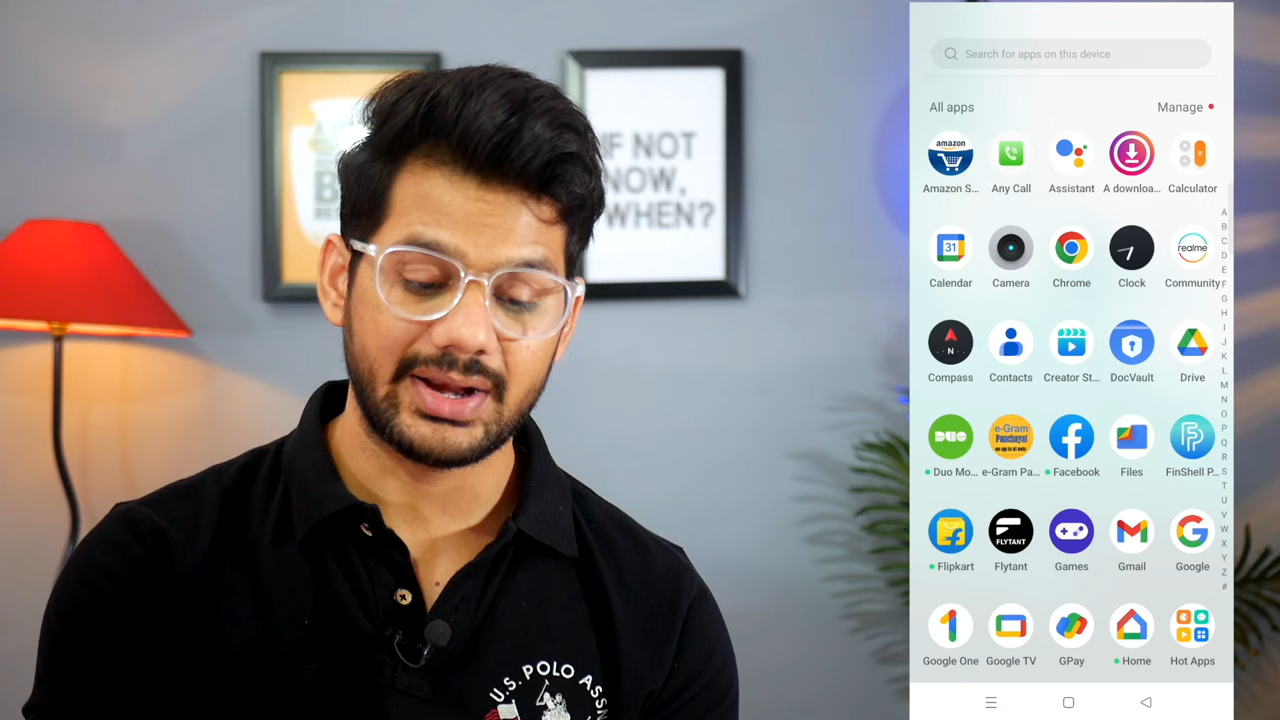 IF NOT
NOW,
WHEN?
U.S. POLO ASSN
Search for apps on this device
All apps
Manage
amazon
Amazon S...
Any Call
Assistant
A downloa...
Calculator
31
realme
Calendar
Camera
Chrome
Clock
Community
N
Compass
Contacts
Creator St...
DocVault
Drive
DUO
e-Gram
Panchayat
Duo Mo...
e-Gram Pa...
Facebook
Files
FinShell P...
FLYTANT
Flipkart
Flytant
Games
Gmail
Google
Google One
Google TV
GPay
Home
Hot Apps
A
B
C
D
E
F
G
H
I
J
K
L
M
N
O
P
Q
R
S
T
U
V
W
X
Y
Z
#